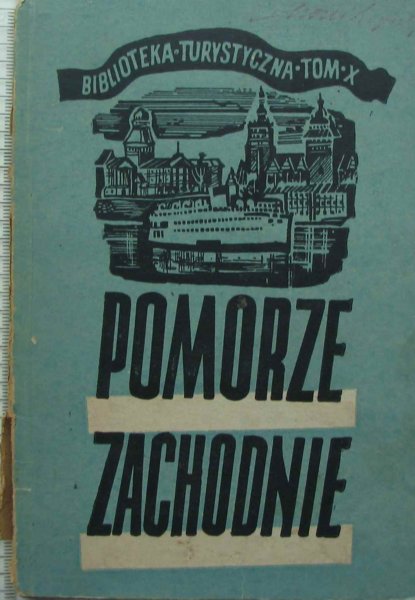 BIBLIOTEKA·TURYSTYCZNA·TOM·X
POMORZE
ZACHODNIE